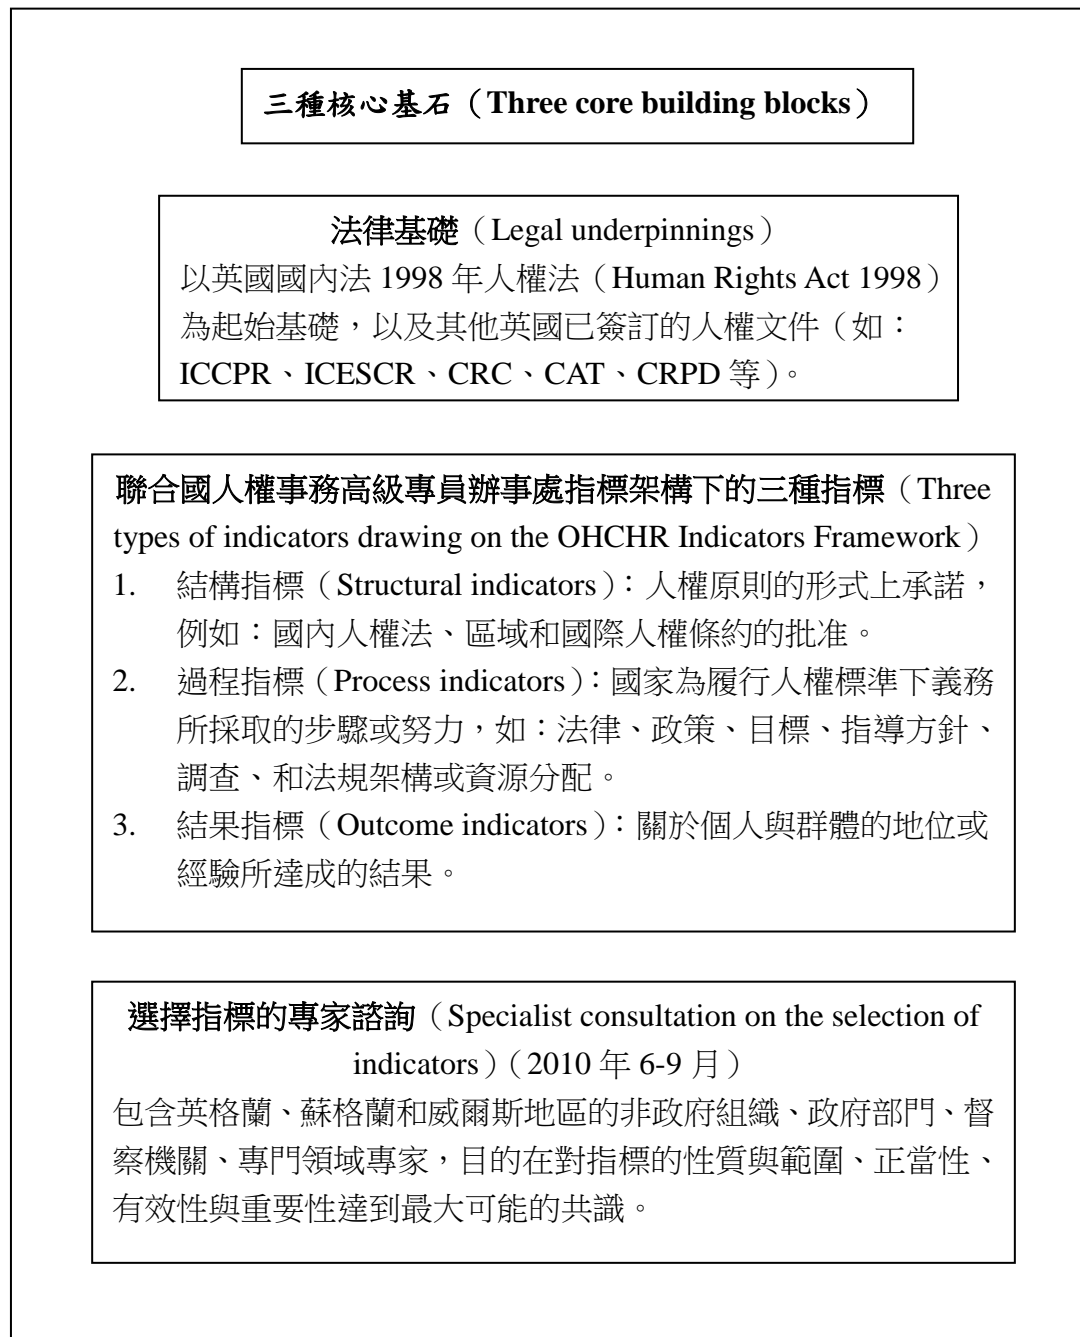 三種核心基石（Three core building blocks）
法律基礎（Legal underpinnings）
以英國國內法 1998 年人權法（Human Rights Act 1998）
為起始基礎，以及其他英國已簽訂的人權文件（如：
ICCPR、ICESCR、CRC、CAT、CRPD 等）。
聯合國人權事務高級專員辦事處指標架構下的三種指標（Three
types of indicators drawing on the OHCHR Indicators Framework）
1. 結構指標（Structural indicators）：人權原則的形式上承諾，
例如：國內人權法、區域和國際人權條約的批准。
2. 過程指標（Process indicators）：國家為履行人權標準下義務
所採取的步驟或努力，如：法律、政策、目標、指導方針、
調查、和法規架構或資源分配。
3. 結果指標（Outcome indicators）：關於個人與群體的地位或
經驗所達成的結果。
選擇指標的專家諮詢（Specialist consultation on the selection of
indicators）（2010 年 6-9 月）
包含英格蘭、蘇格蘭和威爾斯地區的非政府組織、政府部門、督
察機關、專門領域專家，目的在對指標的性質與範圍、正當性、
有效性與重要性達到最大可能的共識。